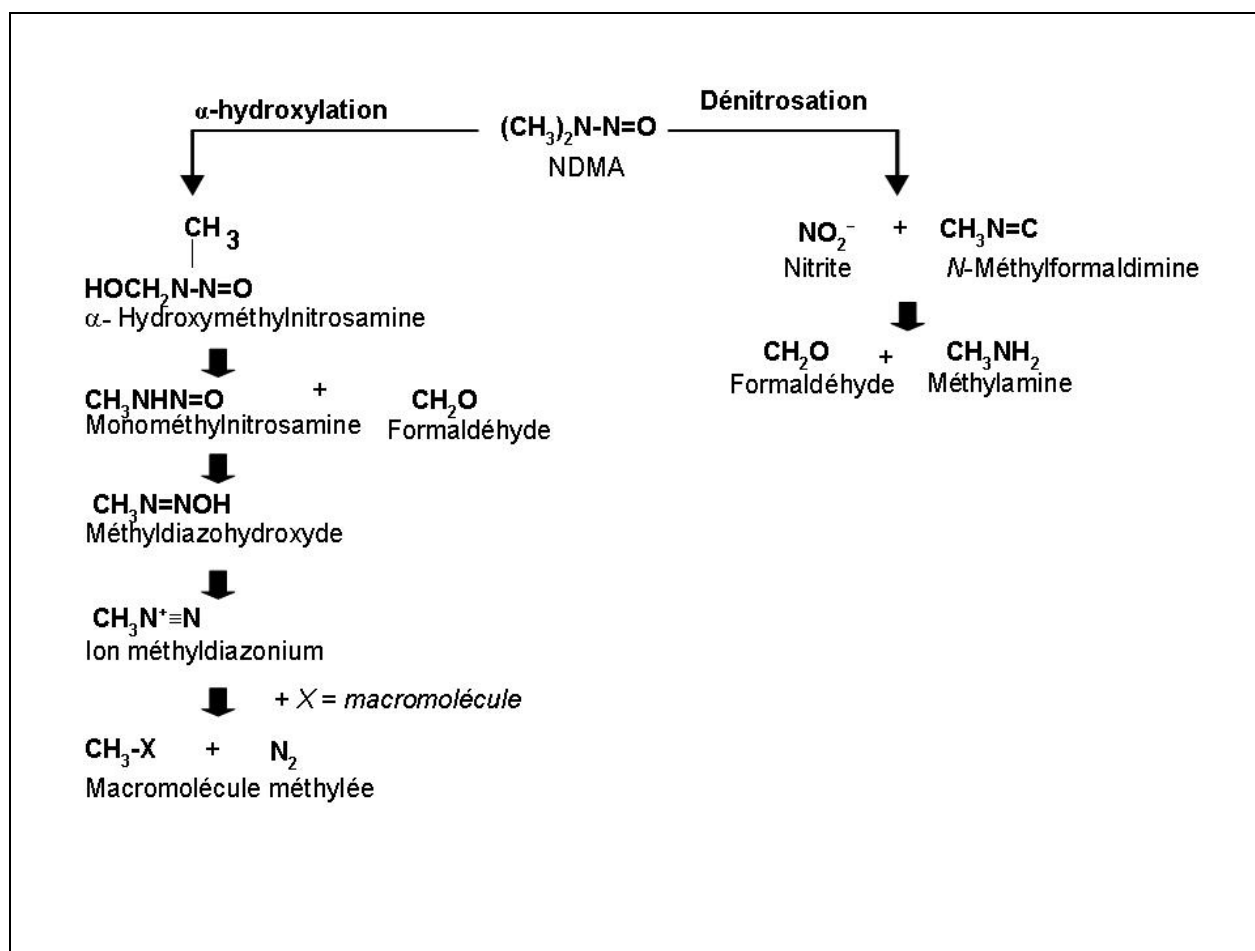 α-hydroxylation
Dénitrosation
(CH₃)₂N-N=O
NDMA
CH₃
HOCH₂N-N=O
α- Hydroxyméthylnitrosamine
CH₃NHN=O + CH₂O
Monométhylnitrosamine Formaldéhyde
CH₃N=NOH
Méthyldiazohydroxyde
CH₃N⁺≡N
Ion méthyldiazonium
+ X = macromolécule
CH₃-X + N₂
Macromolécule méthylée
NO₂⁻ + CH₃N=C
Nitrite N-Méthylformaldimine
CH₂O + CH₃NH₂
Formaldéhyde Méthylamine